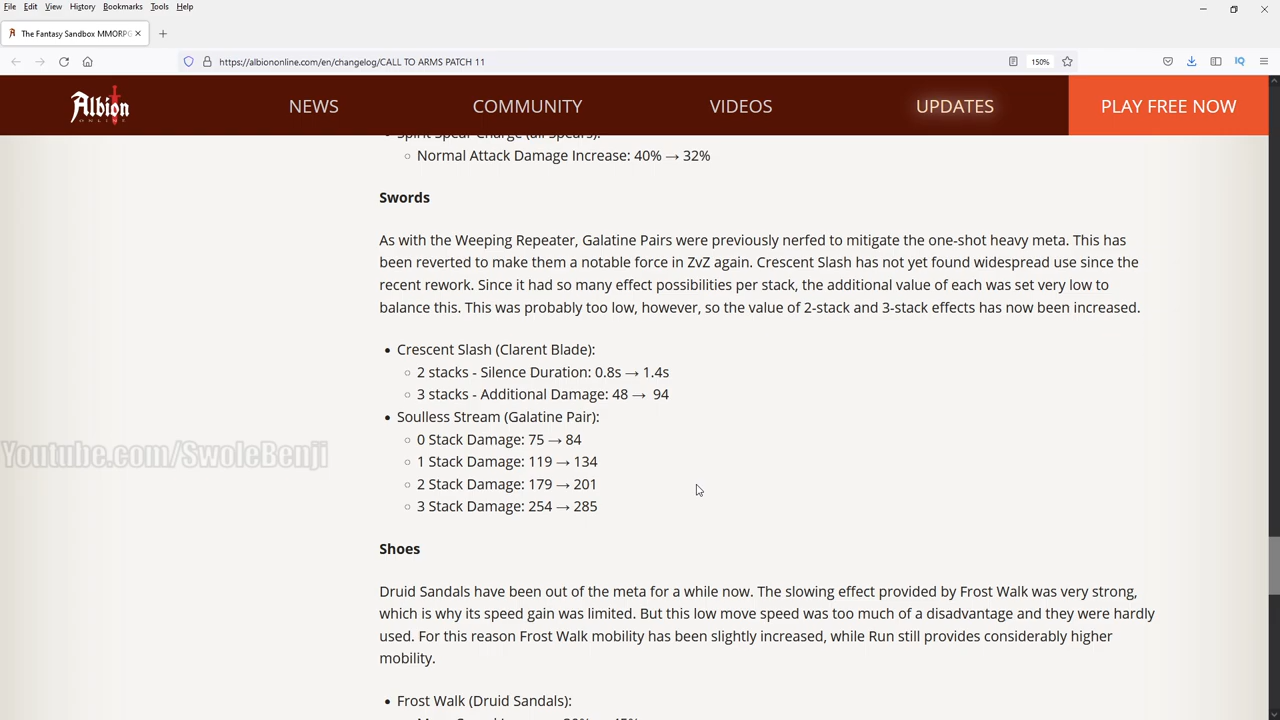 File Edit View History Bookmarks Tools Help
The Fantasy Sandbox MMORPG
https://albiononline.com/en/changelog/CALL TO ARMS PATCH 11
150%
IQ
Albion
ONLINE
NEWS
COMMUNITY
VIDEOS
UPDATES
PLAY FREE NOW
Spirit Spear Charge (all Spears):
Normal Attack Damage Increase: 40% → 32%
Swords
As with the Weeping Repeater, Galatine Pairs were previously nerfed to mitigate the one-shot heavy meta. This has
been reverted to make them a notable force in ZvZ again. Crescent Slash has not yet found widespread use since the
recent rework. Since it had so many effect possibilities per stack, the additional value of each was set very low to
balance this. This was probably too low, however, so the value of 2-stack and 3-stack effects has now been increased.
• Crescent Slash (Clarent Blade):
◦ 2 stacks - Silence Duration: 0.8s → 1.4s
◦ 3 stacks - Additional Damage: 48 → 94
• Soulless Stream (Galatine Pair):
◦ 0 Stack Damage: 75 → 84
◦ 1 Stack Damage: 119 → 134
◦ 2 Stack Damage: 179 → 201
◦ 3 Stack Damage: 254 → 285
Youtube.com/SwoleBenji
Shoes
Druid Sandals have been out of the meta for a while now. The slowing effect provided by Frost Walk was very strong,
which is why its speed gain was limited. But this low move speed was too much of a disadvantage and they were hardly
used. For this reason Frost Walk mobility has been slightly increased, while Run still provides considerably higher
mobility.
• Frost Walk (Druid Sandals):